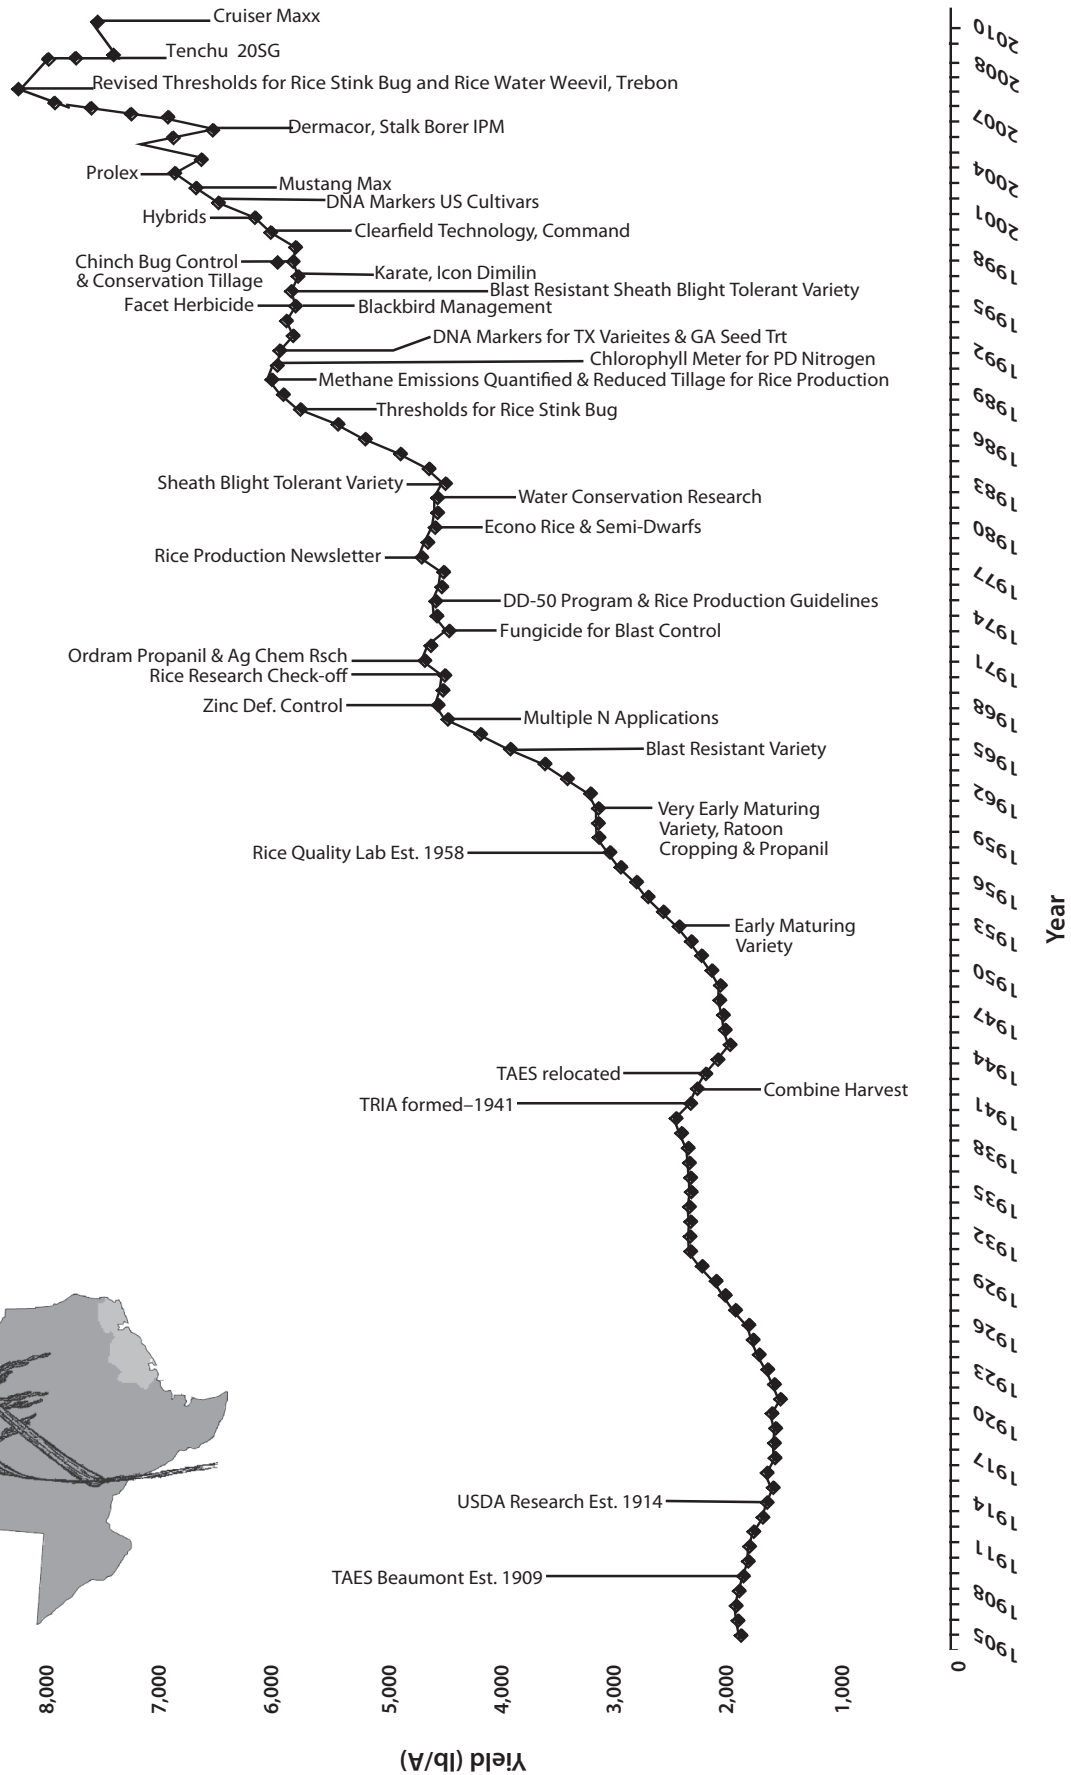 Cruiser Maxx
Tenchu 20SG
Revised Thresholds for Rice Stink Bug and Rice Water Weevil, Trebon
Dermacor, Stalk Borer IPM
Prolex
Mustang Max
DNA Markers US Cultivars
Hybrids
Clearfield Technology, Command
Chinch Bug Control
& Conservation Tillage
Karate, Icon Dimilin
Blast Resistant Sheath Blight Tolerant Variety
Facet Herbicide
Blackbird Management
DNA Markers for TX Varieites & GA Seed Trt
Chlorophyll Meter for PD Nitrogen
Methane Emissions Quantified & Reduced Tillage for Rice Production
Thresholds for Rice Stink Bug
Sheath Blight Tolerant Variety
Water Conservation Research
Econo Rice & Semi-Dwarfs
Rice Production Newsletter
DD-50 Program & Rice Production Guidelines
Fungicide for Blast Control
Ordram Propanil & Ag Chem Rsch
Rice Research Check-off
Zinc Def. Control
Multiple N Applications
Blast Resistant Variety
Very Early Maturing
Variety, Ratoon
Cropping & Propanil
Rice Quality Lab Est. 1958
Early Maturing
Variety
TAES relocated
Combine Harvest
TRIA formed–1941
USDA Research Est. 1914
TAES Beaumont Est. 1909
2010
2008
2007
2004
2001
1998
1995
1992
1989
1986
1983
1980
1977
1974
1971
1968
1965
1962
1959
1956
1953
1950
1947
1944
1941
1938
1935
1932
1929
1926
1923
1920
1917
1914
1911
1908
1905
Year
8,000
7,000
6,000
5,000
4,000
3,000
2,000
1,000
0
Yield (lb/A)